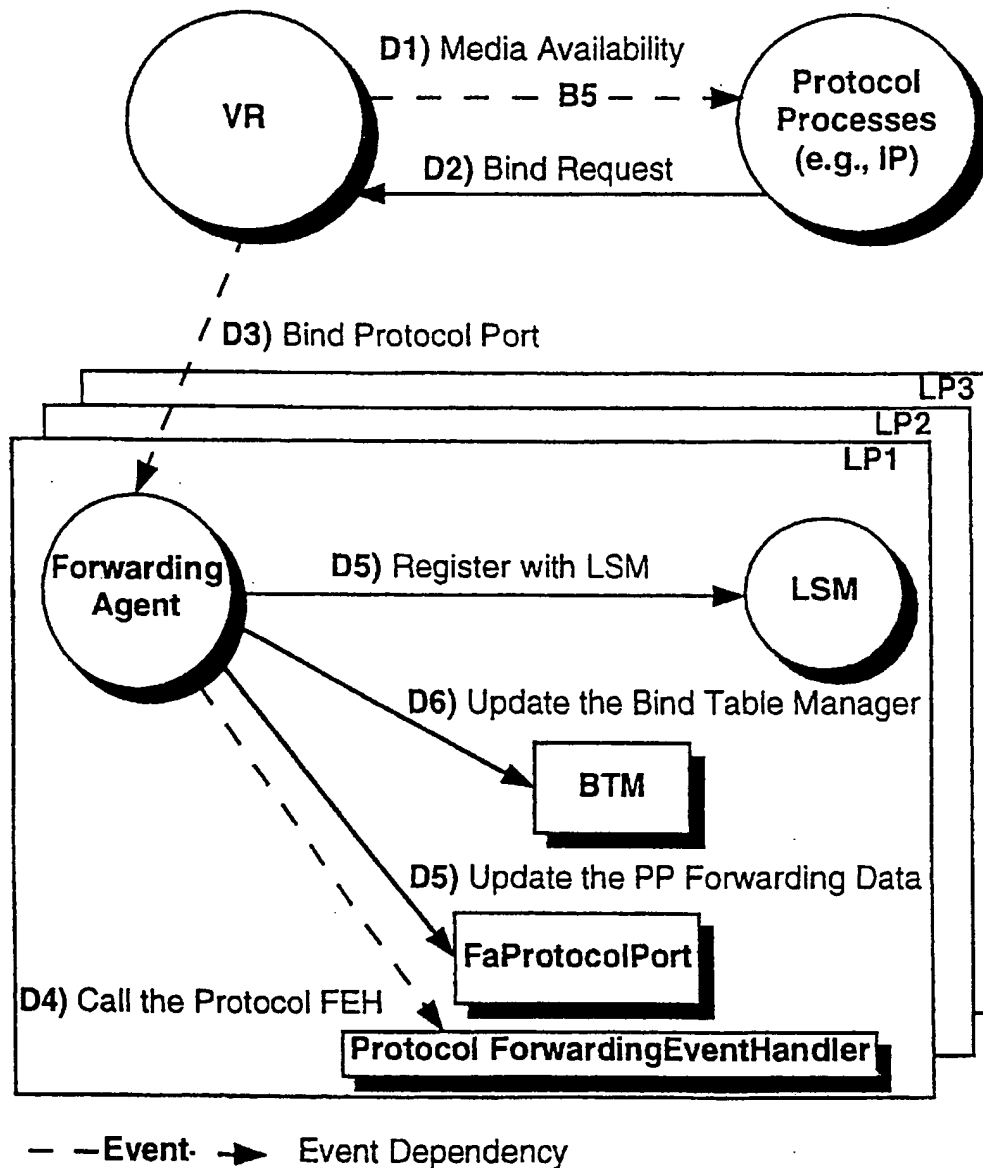 D1) Media Availability
VR
B5
Protocol
Processes
(e.g., IP)
D2) Bind Request
D3) Bind Protocol Port
LP3
LP2
LP1
Forwarding
Agent
D5) Register with LSM
LSM
D6) Update the Bind Table Manager
BTM
D5) Update the PP Forwarding Data
FaProtocolPort
D4) Call the Protocol FEH
Protocol ForwardingEventHandler
Event
Event Dependency